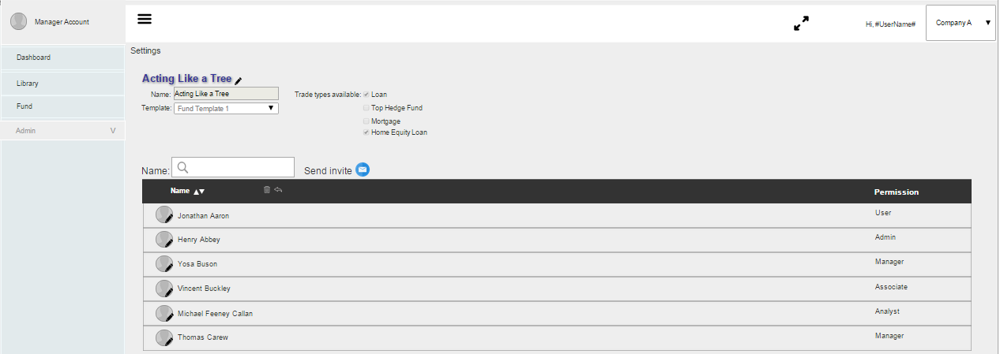 Manager Account
Hi, #UserName#
Company A
Dashboard
Library
Fund
Admin
Settings
Acting Like a Tree
Name: Acting Like a Tree
Template: Fund Template 1
Trade types available: Loan
Top Hedge Fund
Mortgage
Home Equity Loan
Name:
Send invite
Name Permission
Jonathan Aaron User
Henry Abbey Admin
Yosa Buson Manager
Vincent Buckley Associate
Michael Feeney Callan Analyst
Thomas Carew Manager